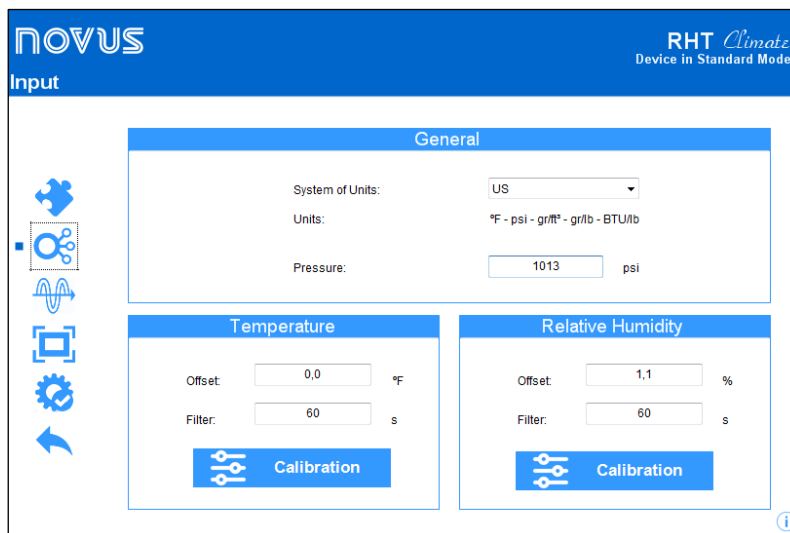 NOVUS
RHT Climate
Device in Standard Mode
Input
General
System of Units: US
Units: ºF - psi - gr/ft³ - gr/lb - BTU/lb
Pressure: 1013 psi
Temperature
Offset: 0,0 ºF
Filter: 60 s
Calibration
Relative Humidity
Offset: 1,1 %
Filter: 60 s
Calibration
i